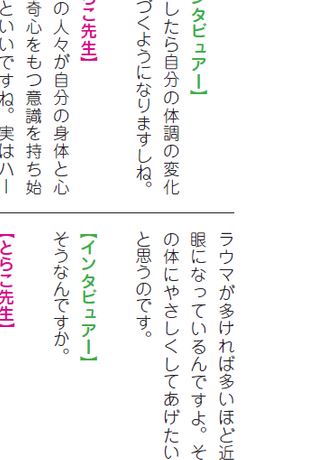 ンタビュアー】
したら自分の体調の変化
づくようになりますしね。
らこ先生】
の人々が自分の身体と心
奇心をもつ意識を持ち始
といいですね。実はハー
ラウマが多ければ多いほど近
眼になっているんですよ。そ
の体にやさしくしてあげたい
と思うのです。
【インタビュアー】
そうなんですか。
【とらこ先生】